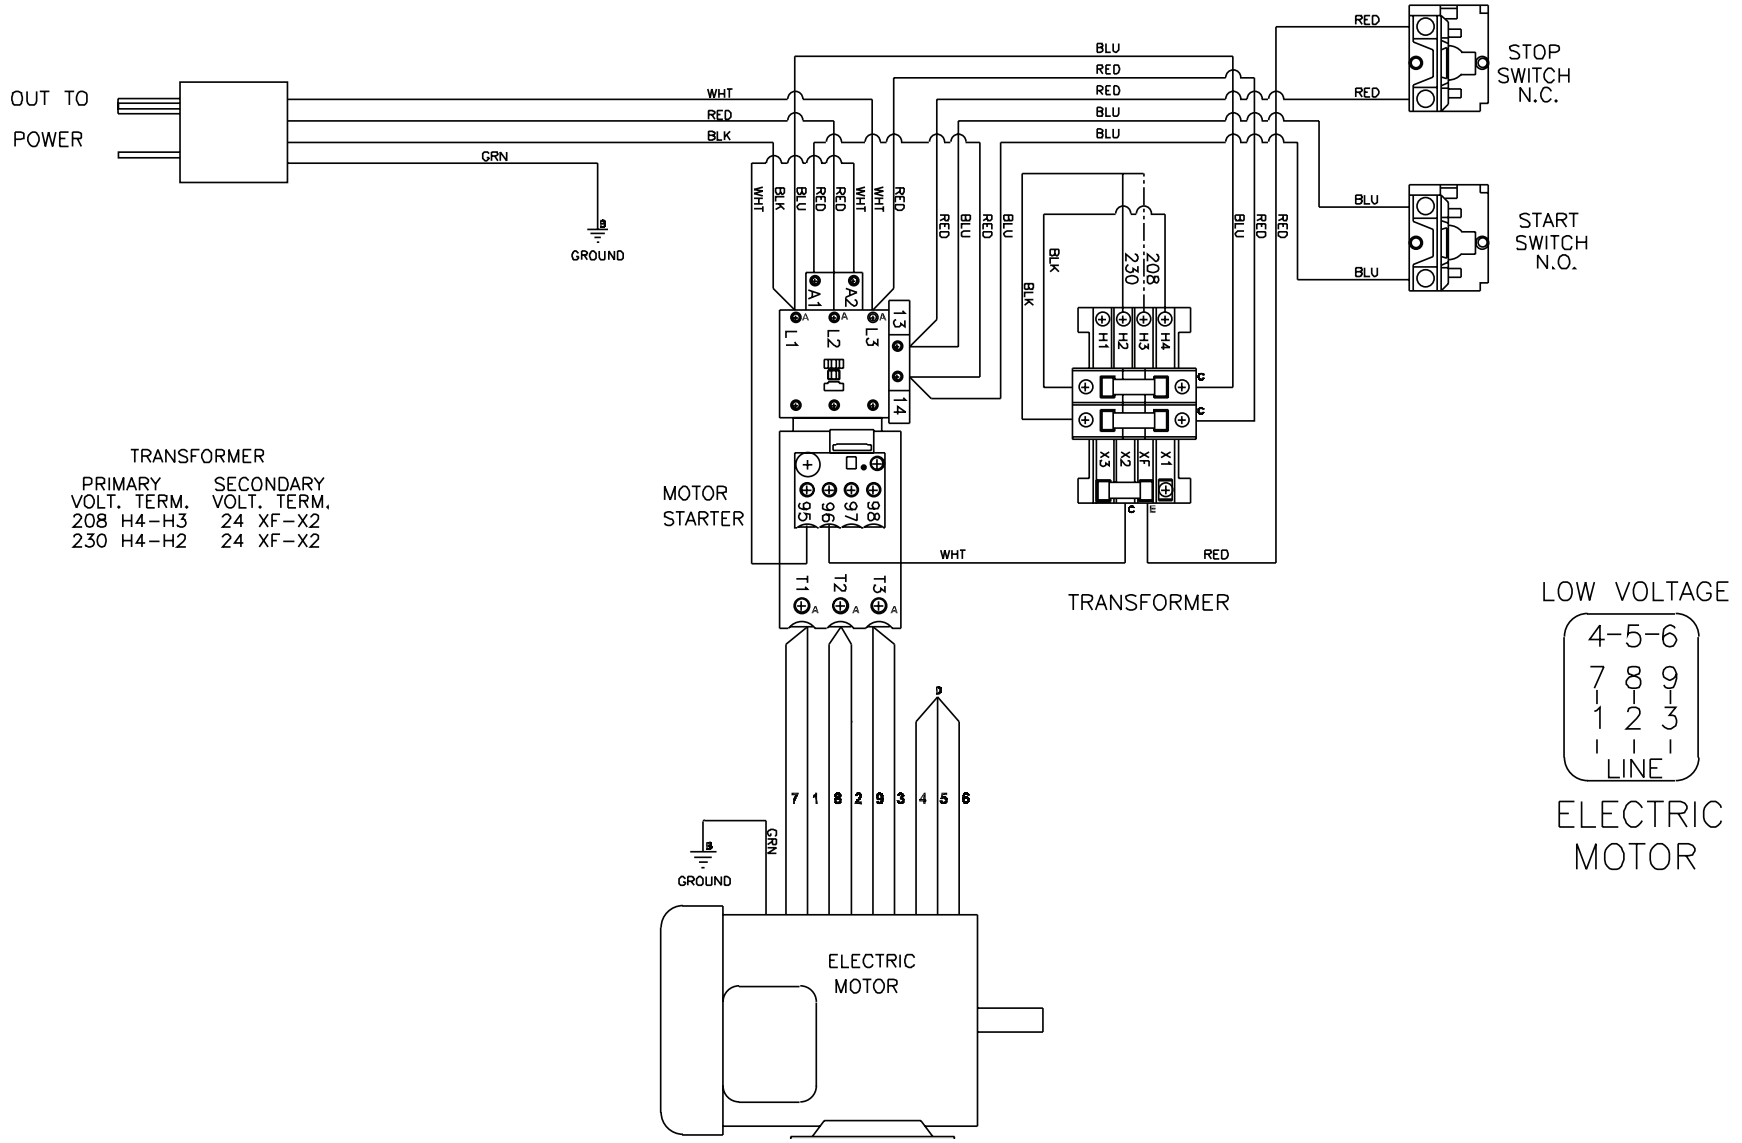 OUT TO
POWER
WHT
RED
BLK
GRN
B
GROUND
BLU
RED
RED
BLU
BLU
RED
RED
STOP
SWITCH
N.C.
BLU
BLU
START
SWITCH
N.O.
WHT
BLK
BLU
RED
RED
WHT
WHT
RED
RED
BLU
RED
BLU
BLK
BLK
230
208
BLU
RED
RED
A1
A2
A
A
A
L1
L2
L3
13
14
H1
H2
H3
H4
C
C
X3
X2
XF
X1
C
E
TRANSFORMER
PRIMARY SECONDARY
VOLT. TERM. VOLT. TERM.
208 H4-H3 24 XF-X2
230 H4-H2 24 XF-X2
MOTOR
STARTER
95
96
97
98
WHT
RED
T1
T2
T3
A
A
A
TRANSFORMER
LOW VOLTAGE
4-5-6
7 8 9
1 2 3
LINE
ELECTRIC
MOTOR
D
7
1
8
2
9
3
4
5
6
GRN
B
GROUND
ELECTRIC
MOTOR